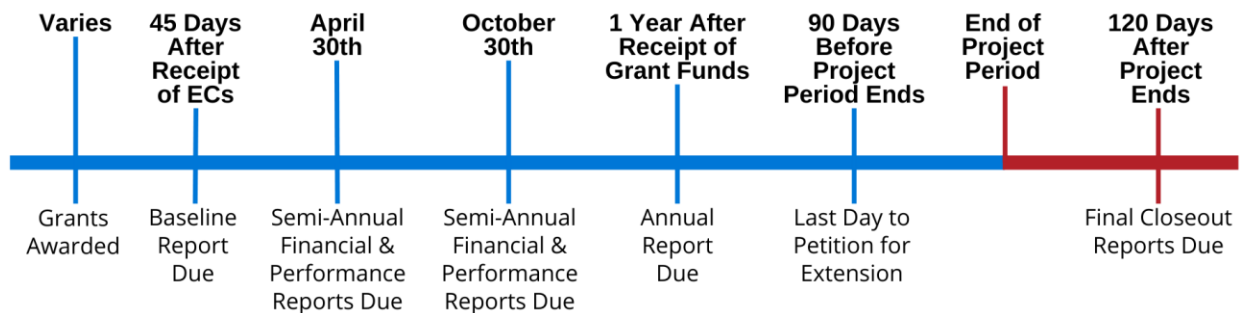 Varies
45 Days
After
Receipt
of ECs
April
30th
October
30th
1 Year After
Receipt of
Grant Funds
90 Days
Before
Project
Period Ends
End of
Project
Period
120 Days
After
Project
Ends
Grants
Awarded
Baseline
Report
Due
Semi-Annual
Financial &
Performance
Reports Due
Semi-Annual
Financial &
Performance
Reports Due
Annual
Report
Due
Last Day to
Petition for
Extension
Final Closeout
Reports Due